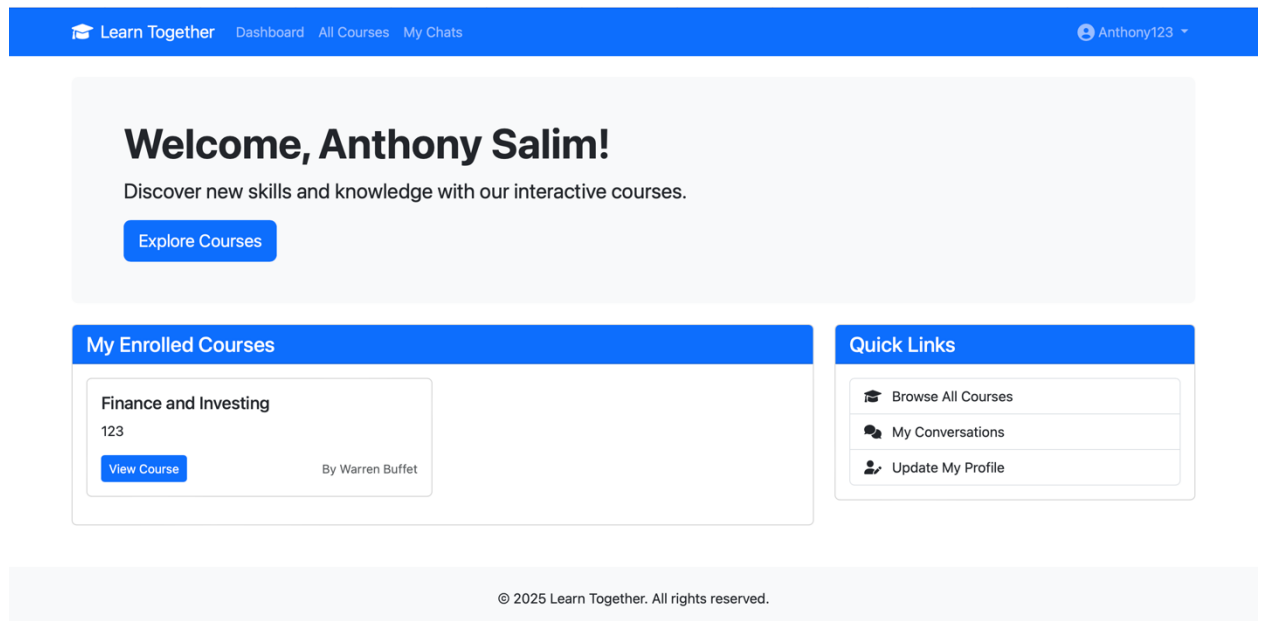 Learn Together Dashboard All Courses My Chats Anthony123
Welcome, Anthony Salim!
Discover new skills and knowledge with our interactive courses.
Explore Courses
My Enrolled Courses
Finance and Investing
123
View Course By Warren Buffet
Quick Links
Browse All Courses
My Conversations
Update My Profile
© 2025 Learn Together. All rights reserved.